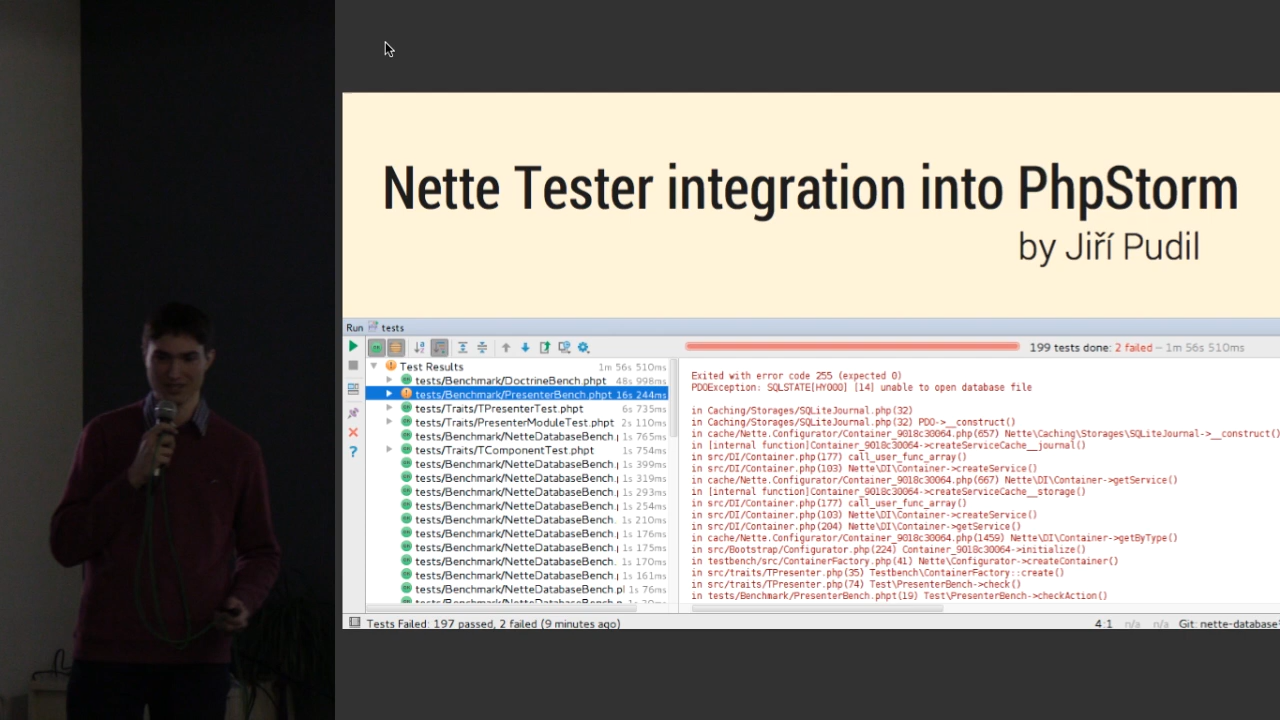 Nette Tester integration into PhpStorm
by Jiří Pudil
Run tests
199 tests done: 2 failed – 1m 56s 510ms
Test Results 1m 56s 510ms
tests/Benchmark/DoctrineBench.phpt 48s 998ms
tests/Benchmark/PresenterBench.phpt 16s 244ms
tests/Traits/TPresenterTest.phpt 6s 735ms
tests/Traits/PresenterModuleTest.phpt 2s 110ms
tests/Benchmark/NetteDatabaseBench. 1s 765ms
tests/Traits/TComponentTest.phpt 1s 754ms
tests/Benchmark/NetteDatabaseBench. 1s 399ms
tests/Benchmark/NetteDatabaseBench. 1s 319ms
tests/Benchmark/NetteDatabaseBench. 1s 293ms
tests/Benchmark/NetteDatabaseBench. 1s 254ms
tests/Benchmark/NetteDatabaseBench. 1s 210ms
tests/Benchmark/NetteDatabaseBench. 1s 176ms
tests/Benchmark/NetteDatabaseBench. 1s 175ms
tests/Benchmark/NetteDatabaseBench. 1s 170ms
tests/Benchmark/NetteDatabaseBench. 1s 161ms
tests/Benchmark/NetteDatabaseBench.pl 1s 76ms
Exited with error code 255 (expected 0)
PDOException: SQLSTATE[HY000] [14] unable to open database file
in Caching/Storages/SQLiteJournal.php(32)
in Caching/Storages/SQLiteJournal.php(32) PDO->__construct()
in cache/Nette.Configurator/Container_9018c30064.php(657) Nette\Caching\Storages\SQLiteJournal->__construct()
in [internal function]Container_9018c30064->createServiceCache__journal()
in src/DI/Container.php(177) call_user_func_array()
in src/DI/Container.php(103) Nette\DI\Container->createService()
in cache/Nette.Configurator/Container_9018c30064.php(667) Nette\DI\Container->getService()
in [internal function]Container_9018c30064->createServiceCache__storage()
in src/DI/Container.php(177) call_user_func_array()
in src/DI/Container.php(103) Nette\DI\Container->createService()
in src/DI/Container.php(204) Nette\DI\Container->getService()
in cache/Nette.Configurator/Container_9018c30064.php(1459) Nette\DI\Container->getByType()
in src/Bootstrap/Configurator.php(224) Container_9018c30064->initialize()
in testbench/src/ContainerFactory.php(41) Nette\Configurator->createContainer()
in src/traits/TPresenter.php(35) Testbench\ContainerFactory::create()
in src/traits/TPresenter.php(74) Test\PresenterBench->check()
in tests/Benchmark/PresenterBench.phpt(19) Test\PresenterBench->checkAction()
Tests Failed: 197 passed, 2 failed (9 minutes ago)
4:1 n/a n/a Git: nette-database